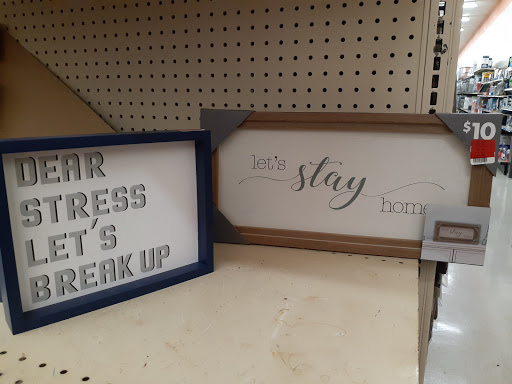 DEAR
STRESS
LET'S
BREAK UP
let's stay home
$10